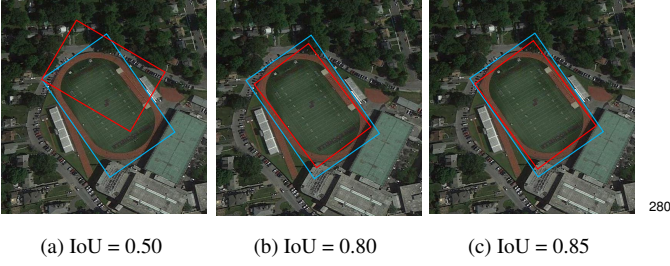 280
(a) IoU = 0.50
(b) IoU = 0.80
(c) IoU = 0.85